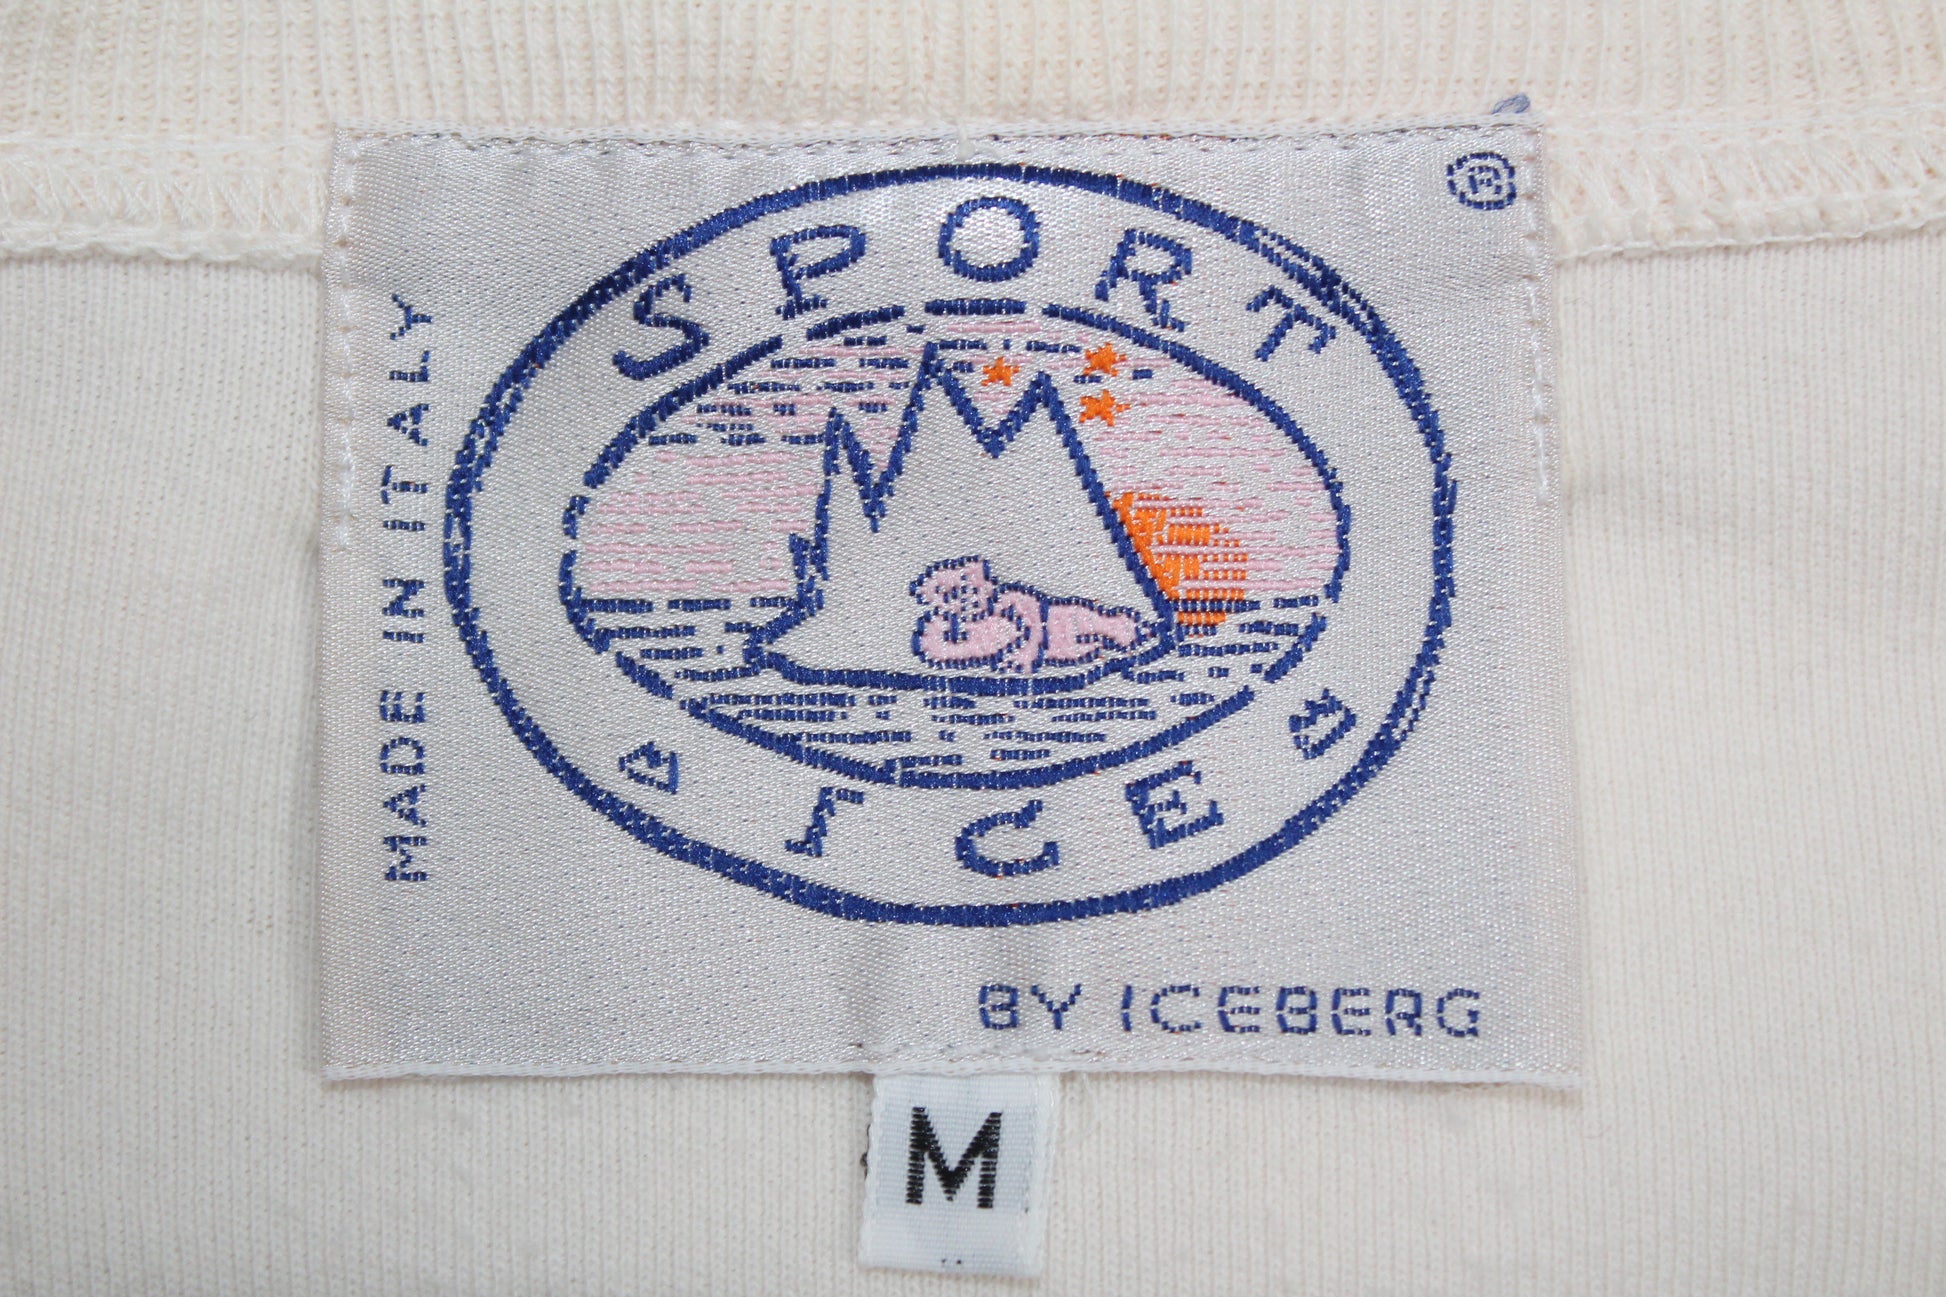 SPORT
ICE
®
MADE IN ITALY
BY ICEBERG
M